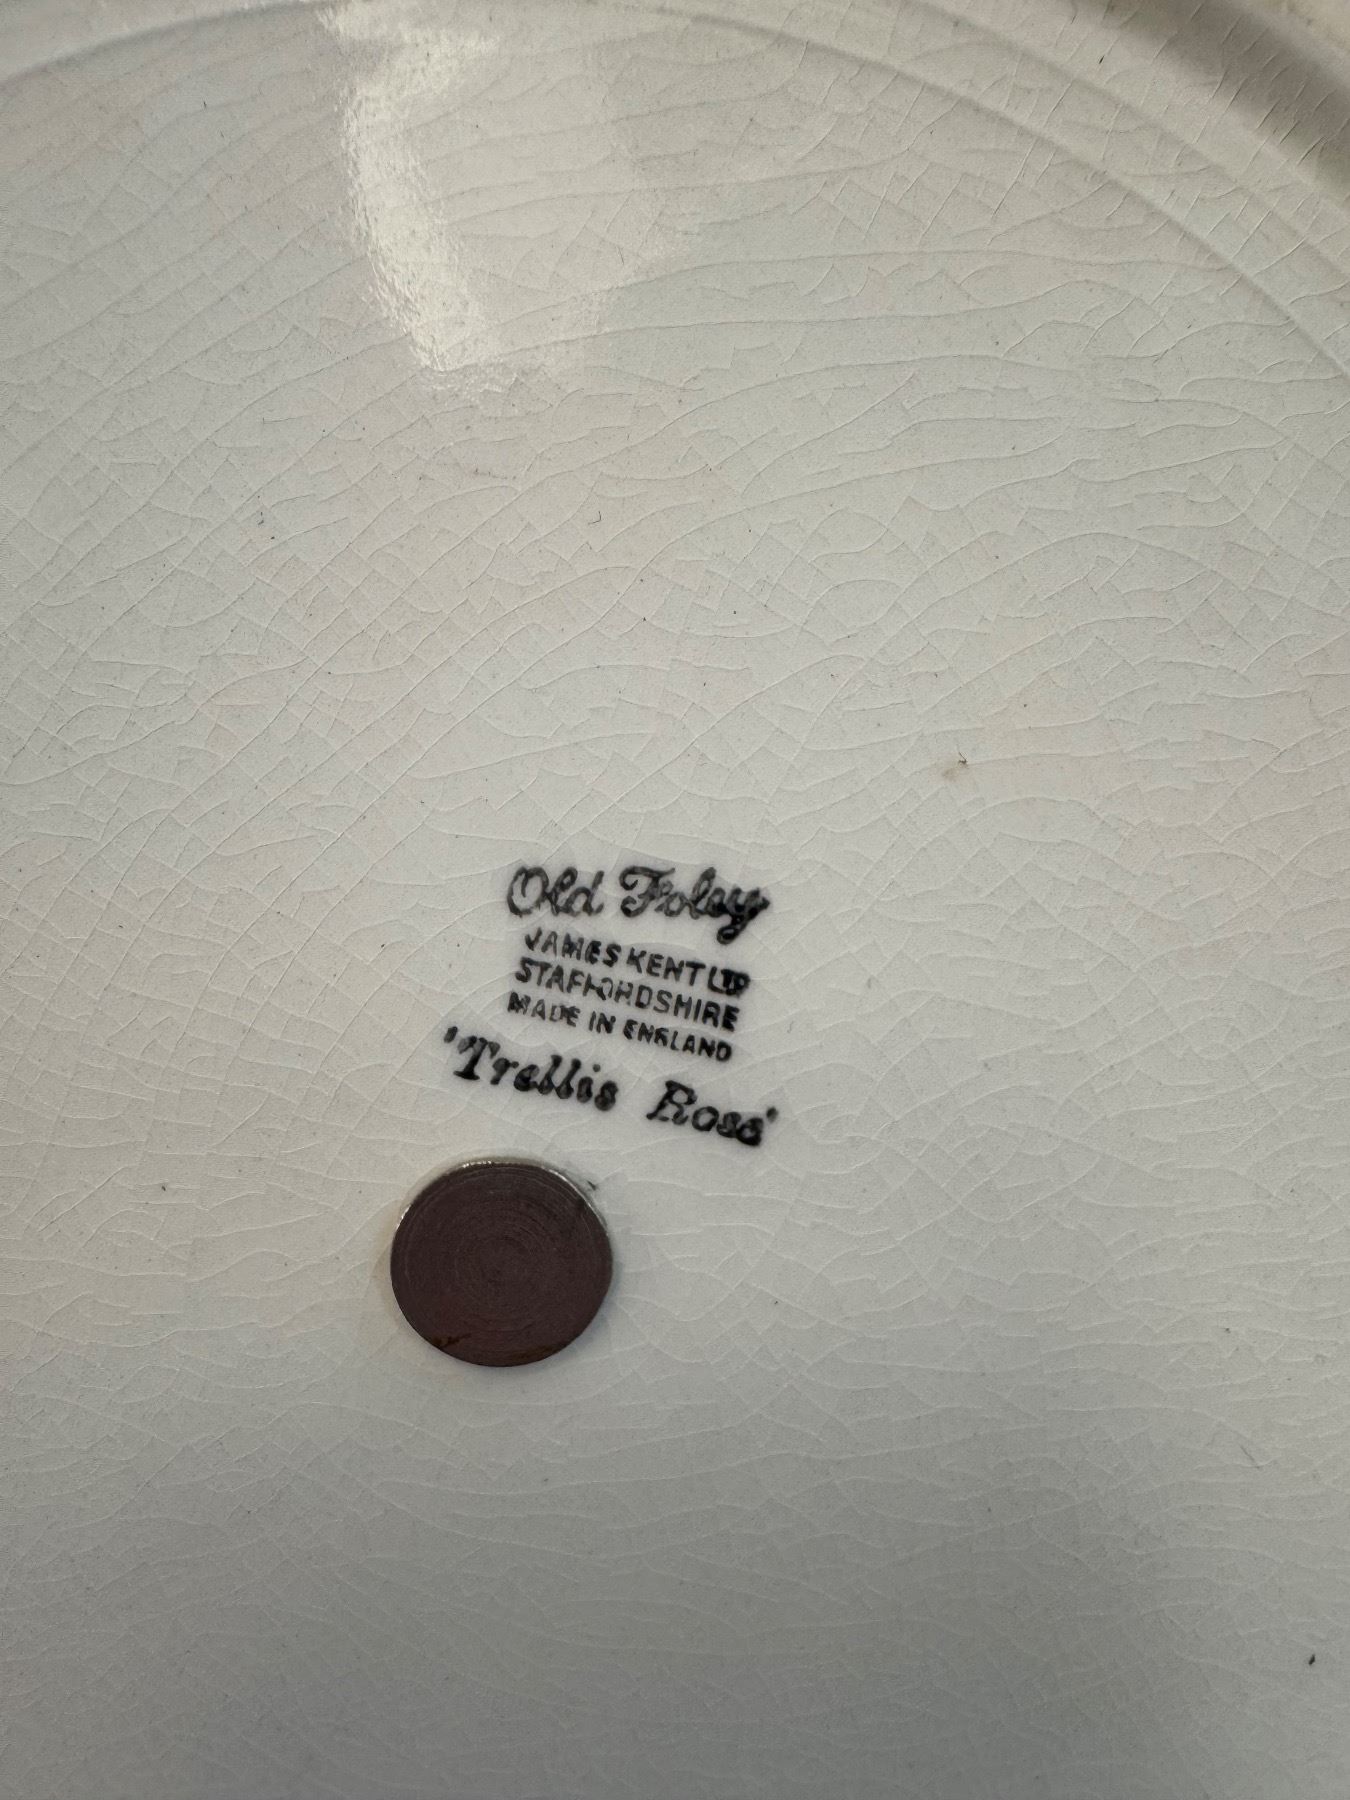 Old Foley
JAMES KENT LTD
STAFFORDSHIRE
MADE IN ENGLAND
'Trellis Rose'